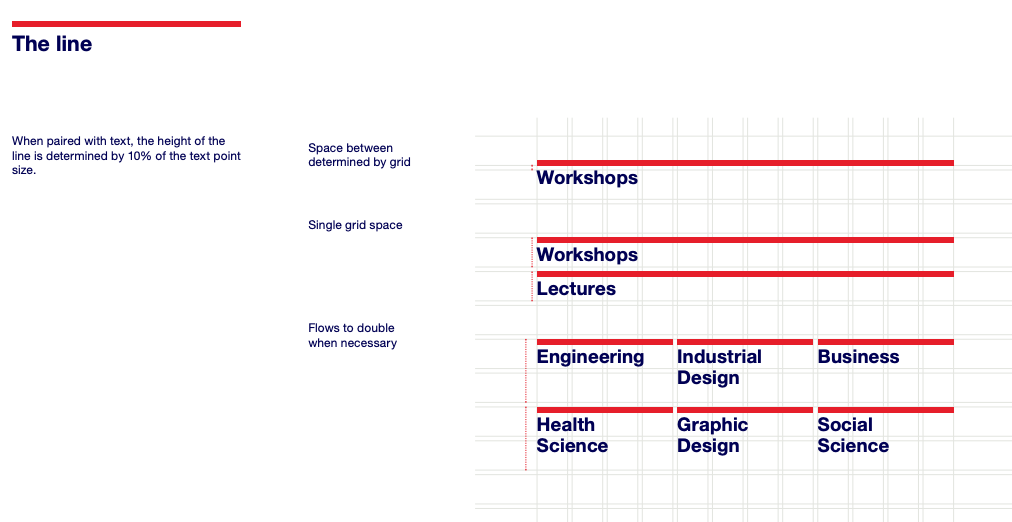 The line
When paired with text, the height of the
line is determined by 10% of the text point
size.
Space between
determined by grid
Workshops
Single grid space
Workshops
Lectures
Flows to double
when necessary
Engineering
Industrial
Design
Business
Health
Science
Graphic
Design
Social
Science